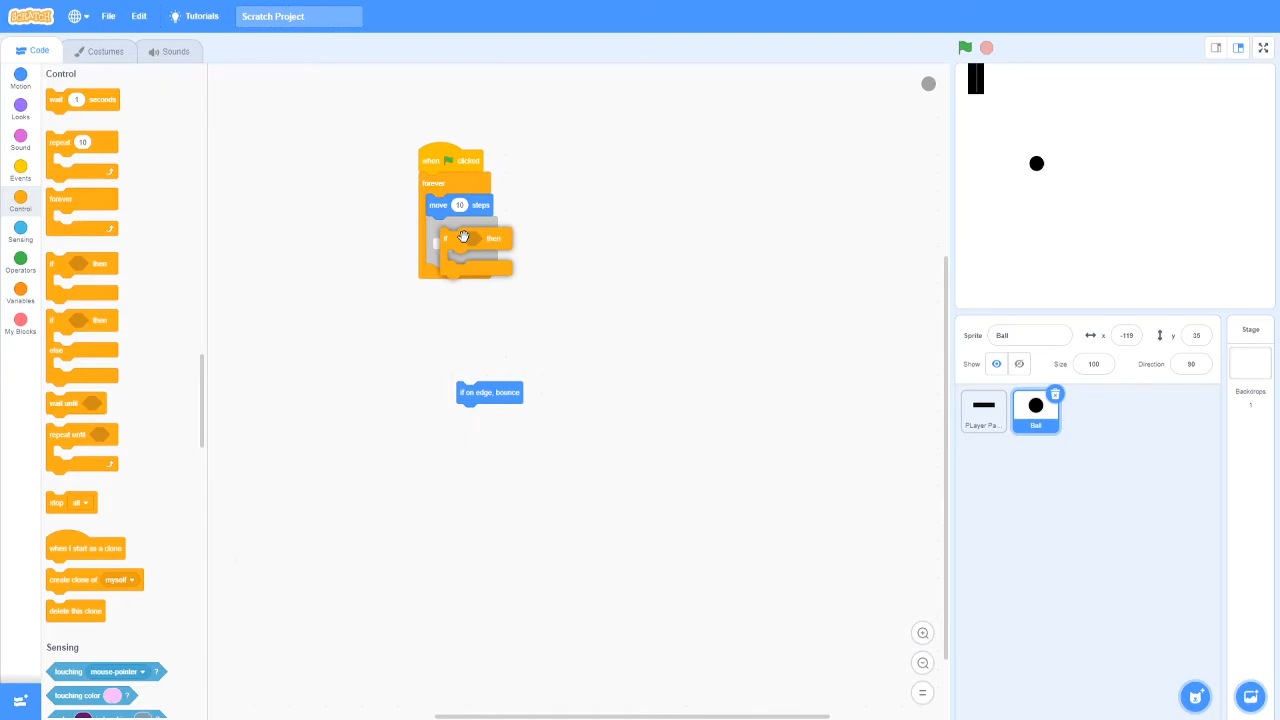 SCRATCH
File
Edit
Tutorials
Scratch Project
Code
Costumes
Sounds
Motion
Looks
Sound
Events
Control
Sensing
Operators
Variables
My Blocks
Control
wait 1 seconds
repeat 10
forever
if then
if then
else
wait until
repeat until
stop all
when I start as a clone
create clone of myself
delete this clone
Sensing
touching mouse-pointer ?
touching color ?
when clicked
forever
move 10 steps
if then
if on edge, bounce
Sprite Ball x -119 y 35
Show Size 100 Direction 90
PLayer Pa...
Ball
Stage
Backdrops
1